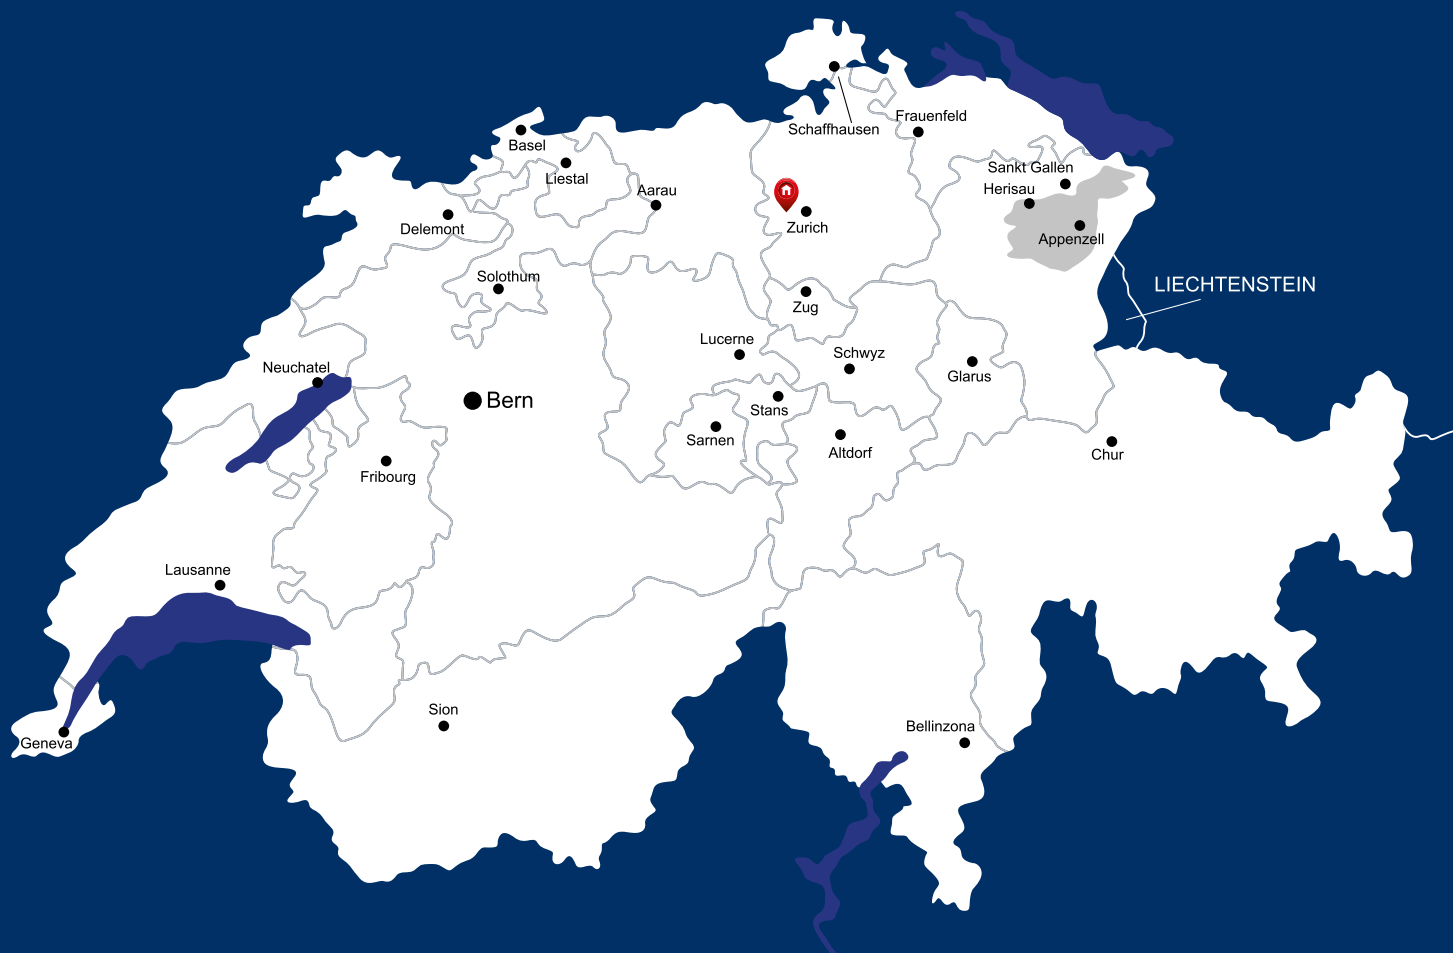 Frauenfeld
Schaffhausen
Basel
Sankt Gallen
Liestal
Herisau
Aarau
Delemont
Zurich
Appenzell
Solothum
LIECHTENSTEIN
Zug
Lucerne
Schwyz
Neuchatel
Glarus
Bern
Stans
Sarnen
Altdorf
Chur
Fribourg
Lausanne
Sion
Bellinzona
Geneva